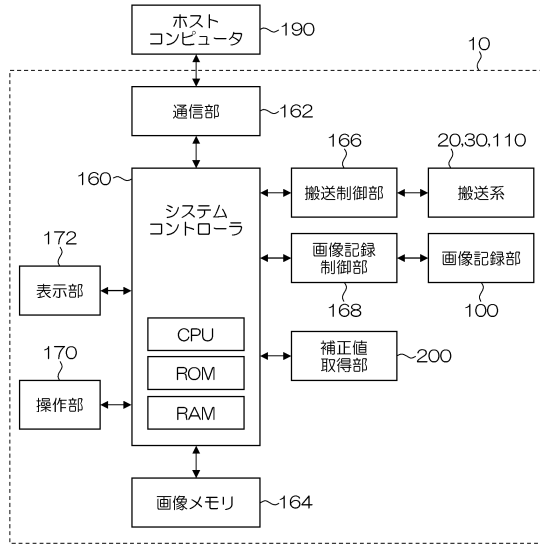 ホスト
コンピュータ
190
10
通信部
162
160
166
20,30,110
システム
コントローラ
搬送制御部
搬送系
172
画像記録
制御部
画像記録部
表示部
168
100
CPU
170
ROM
補正値
取得部
200
操作部
RAM
画像メモリ
164